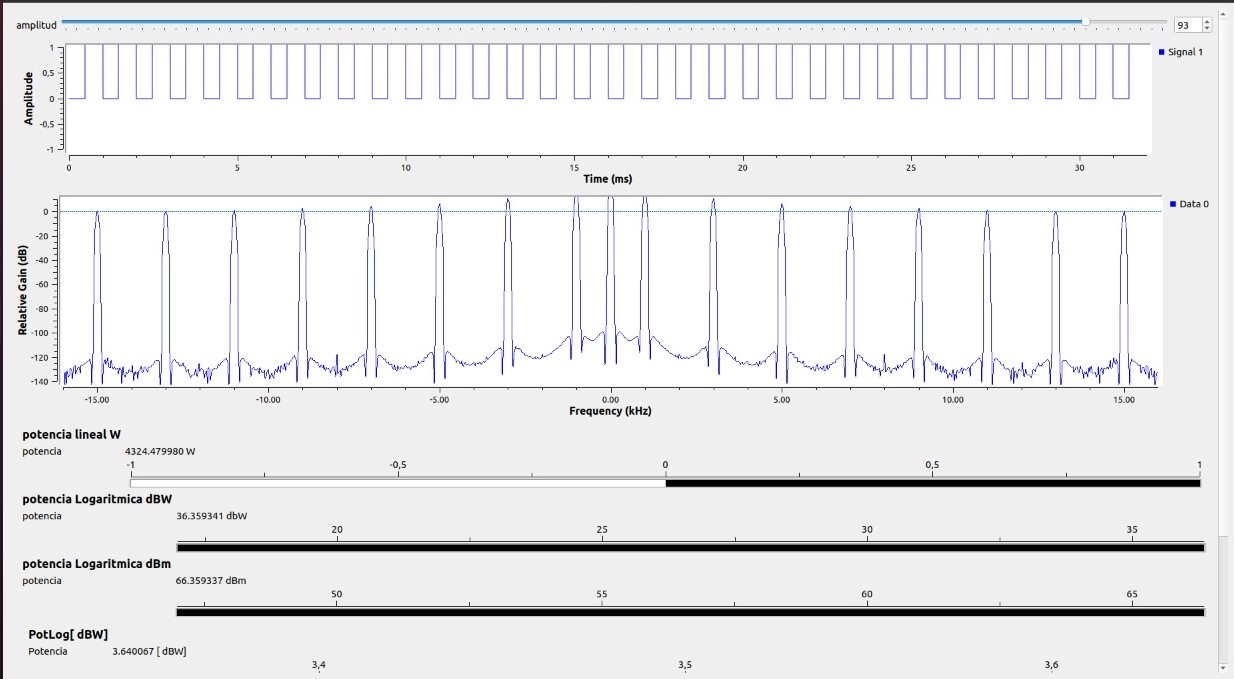 amplitud 93
1
0,5
0
-0,5
-1
Amplitude
Signal 1
0 5 10 15 20 25 30
Time (ms)
0
-20
-40
-60
-80
-100
-120
-140
Relative Gain (dB)
Data 0
-15.00 -10.00 -5.00 0.00 5.00 10.00 15.00
Frequency (kHz)
potencia lineal W
potencia 4324.479980 W
-1 -0,5 0 0,5 1
potencia Logaritmica dBW
potencia 36.359341 dbW
20 25 30 35
potencia Logaritmica dBm
potencia 66.359337 dBm
50 55 60 65
PotLog[ dBW]
Potencia 3.640067 [ dBW]
3,4 3,5 3,6